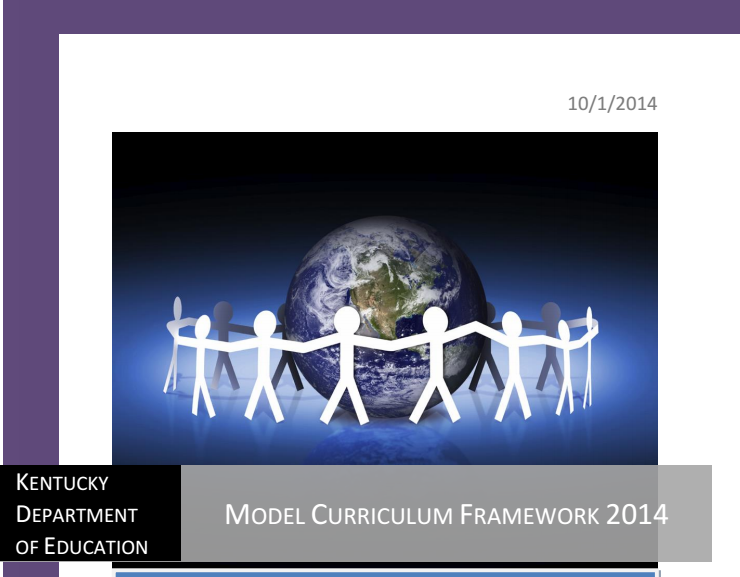 10/1/2014
KENTUCKY
DEPARTMENT
OF EDUCATION
MODEL CURRICULUM FRAMEWORK 2014